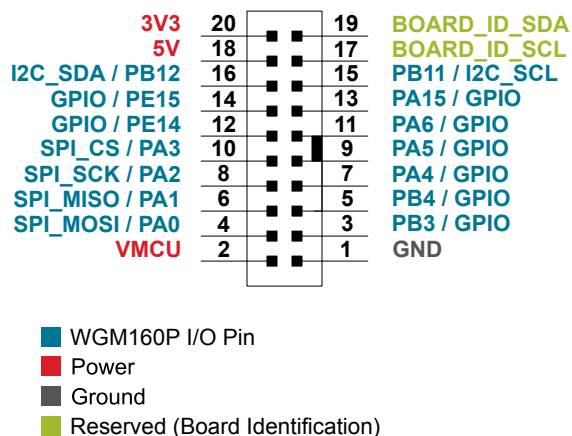 3V3 20 19 BOARD_ID_SDA
5V 18 17 BOARD_ID_SCL
I2C_SDA / PB12 16 15 PB11 / I2C_SCL
GPIO / PE15 14 13 PA15 / GPIO
GPIO / PE14 12 11 PA6 / GPIO
SPI_CS / PA3 10 9 PA5 / GPIO
SPI_SCK / PA2 8 7 PA4 / GPIO
SPI_MISO / PA1 6 5 PB4 / GPIO
SPI_MOSI / PA0 4 3 PB3 / GPIO
VMCU 2 1 GND
WGM160P I/O Pin
Power
Ground
Reserved (Board Identification)